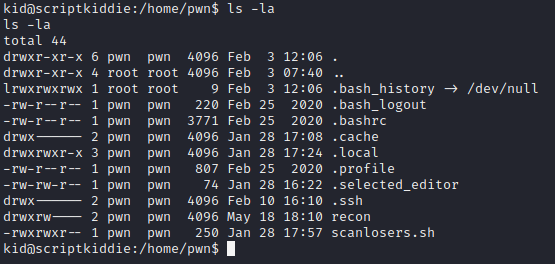 kid@scriptkiddie:/home/pwn$ ls -la
ls -la
total 44
drwxr-xr-x 6 pwn  pwn  4096 Feb  3 12:06 .
drwxr-xr-x 4 root root 4096 Feb  3 07:40 ..
lrwxrwxrwx 1 root root    9 Feb  3 12:06 .bash_history -> /dev/null
-rw-r--r-- 1 pwn  pwn   220 Feb 25  2020 .bash_logout
-rw-r--r-- 1 pwn  pwn  3771 Feb 25  2020 .bashrc
drwx------ 2 pwn  pwn  4096 Jan 28 17:08 .cache
drwxrwxr-x 3 pwn  pwn  4096 Jan 28 17:24 .local
-rw-r--r-- 1 pwn  pwn   807 Feb 25  2020 .profile
-rw-rw-r-- 1 pwn  pwn    74 Jan 28 16:22 .selected_editor
drwx------ 2 pwn  pwn  4096 Feb 10 16:10 .ssh
drwxrw---- 2 pwn  pwn  4096 May 18 18:10 recon
-rwxrwxr-- 1 pwn  pwn   250 Jan 28 17:57 scanlosers.sh
kid@scriptkiddie:/home/pwn$